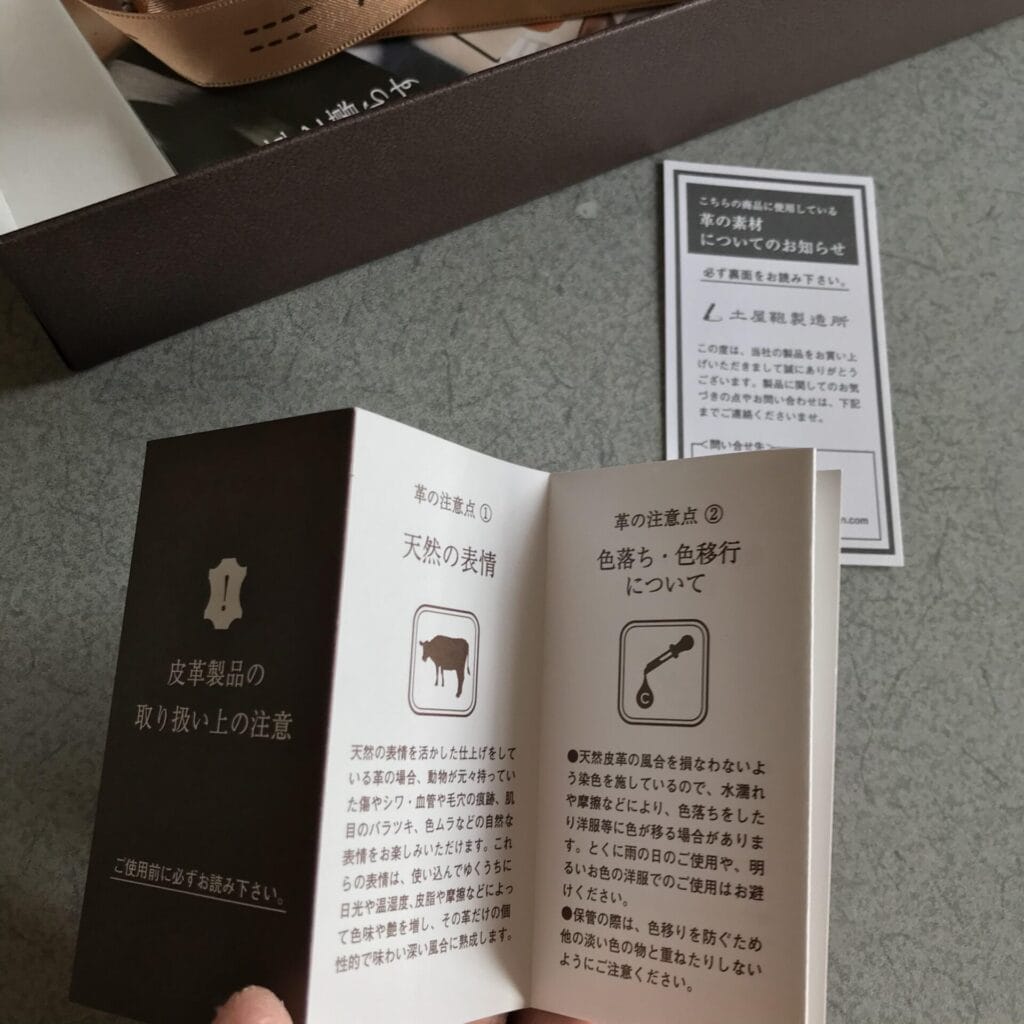 こちらの商品に使用している
革の素材
についてのお知らせ
必ず裏面をお読み下さい。
土屋鞄製造所
この度は、当社の製品をお買い上
げいただきまして誠にありがとう
ございます。製品に関してのお気
づきの点やお問い合わせは、下記
までご連絡くださいませ。
<問い合せ先>
n.com
皮革製品の
取り扱い上の注意
ご使用前に必ずお読み下さい。
革の注意点 ①
天然の表情
天然の表情を活かした仕上げをして
いる革の場合、動物が元々持ってい
た傷やシワ・血管や毛穴の痕跡、肌
目のバラツキ、色ムラなどの自然な
表情をお楽しみいただけます。これ
らの表情は、使い込んでゆくうちに
日光や温湿度、皮脂や摩擦などによっ
て色味や艶を増し、その革だけの個
性的で味わい深い風合に熟成します。
革の注意点 ②
色落ち・色移行
について
C
●天然皮革の風合を損なわないよ
う染色を施しているので、水濡れ
や摩擦などにより、色落ちをした
り洋服等に色が移る場合がありま
す。とくに雨の日のご使用や、明
るいお色の洋服でのご使用はお避
けください。
●保管の際は、色移りを防ぐため
他の淡い色の物と重ねたりしない
ようにご注意ください。